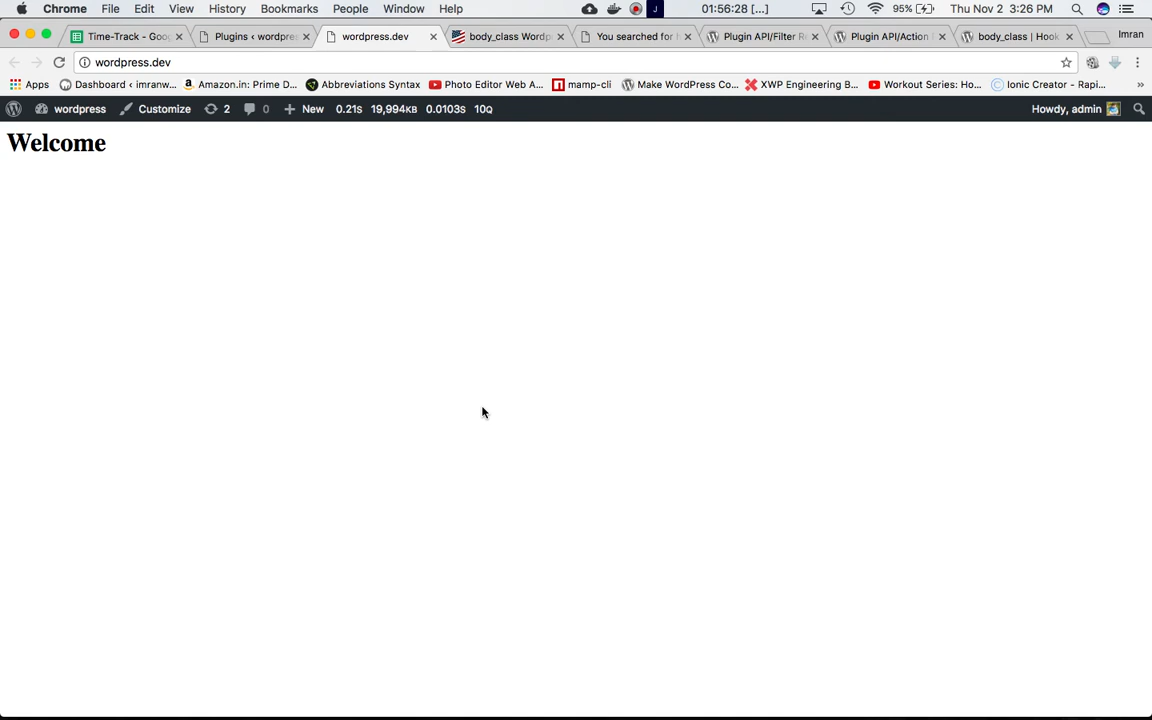 Chrome File Edit View History Bookmarks People Window Help 01:56:28 [...] 95% Thu Nov 2 3:26 PM
Time-Track - Goo Plugins ‹ wordpres wordpress.dev body_class Wordp You searched for Plugin API/Filter Re Plugin API/Action body_class | Hook Imran
wordpress.dev
Apps Dashboard ‹ imranw... Amazon.in: Prime D... Abbreviations Syntax Photo Editor Web A... mamp-cli Make WordPress Co... XWP Engineering B... Workout Series: Ho... Ionic Creator - Rapi... »
wordpress Customize 2 0 New 0.21s 19,994KB 0.0103s 10Q Howdy, admin
Welcome